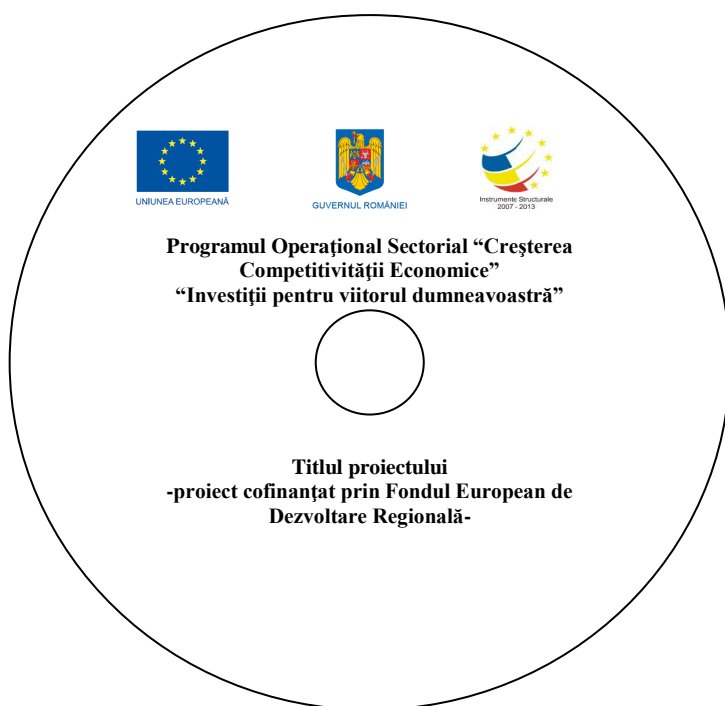 UNIUNEA EUROPEANĂ
GUVERNUL ROMÂNIEI
Instrumente Structurale
2007 - 2013
Programul Operaţional Sectorial “Creşterea
Competitivităţii Economice”
“Investiţii pentru viitorul dumneavoastră”
Titlul proiectului
-proiect cofinanţat prin Fondul European de
Dezvoltare Regională-